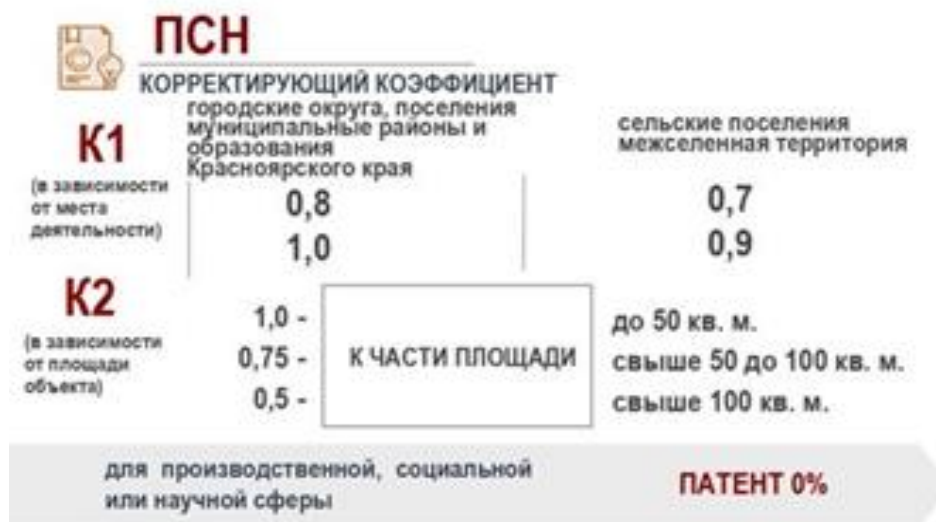 ПСН
КОРРЕКТИРУЮЩИЙ КОЭФФИЦИЕНТ
К1
(в зависимости
от места
деятельности)
городские округа, поселения
муниципальные районы и
образования
Красноярского края
0,8
1,0
сельские поселения
межселенная территория
0,7
0,9
К2
(в зависимости
от площади
объекта)
1,0 -
0,75 -
0,5 -
К ЧАСТИ ПЛОЩАДИ
до 50 кв. м.
свыше 50 до 100 кв. м.
свыше 100 кв. м.
для производственной, социальной
или научной сферы
ПАТЕНТ 0%